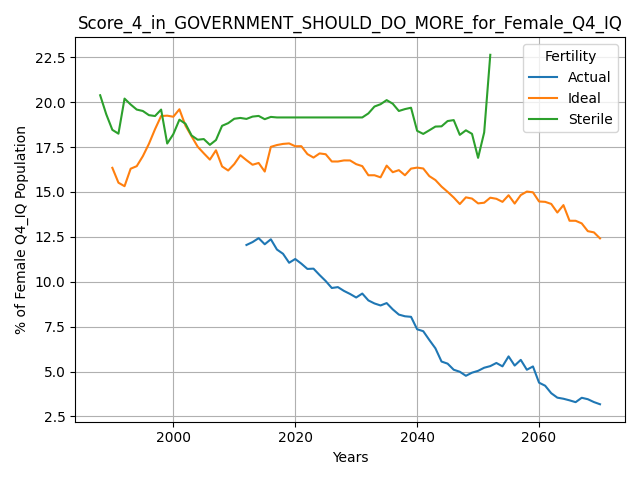 Score_4_in_GOVERNMENT_SHOULD_DO_MORE_for_Female_Q4_IQ
Fertility
Actual
Ideal
Sterile
22.5
20.0
17.5
15.0
12.5
10.0
7.5
5.0
2.5
% of Female Q4_IQ Population
2000
2020
2040
2060
Years